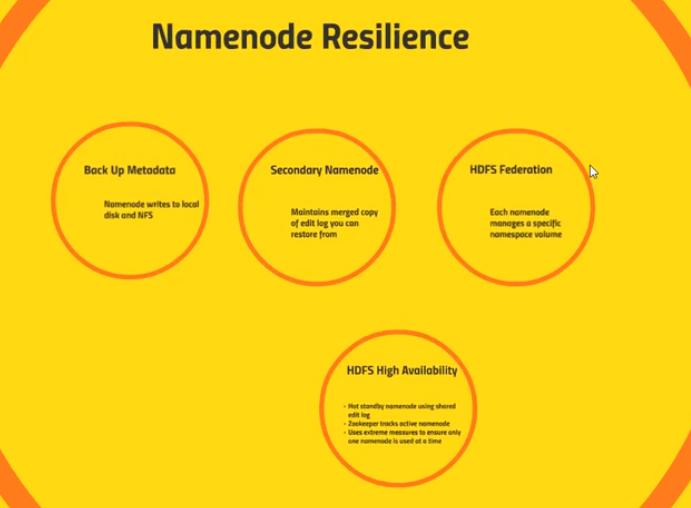 Namenode Resilience
Back Up Metadata
Namenode writes to local
disk and NFS
Secondary Namenode
Maintains merged copy
of edit log you can
restore from
HDFS Federation
Each namenode
manages a specific
namespace volume
HDFS High Availability
• Hot standby namenode using shared
edit log
• Zookeeper tracks active namenode
• Uses extreme measures to ensure only
one namenode is used at a time